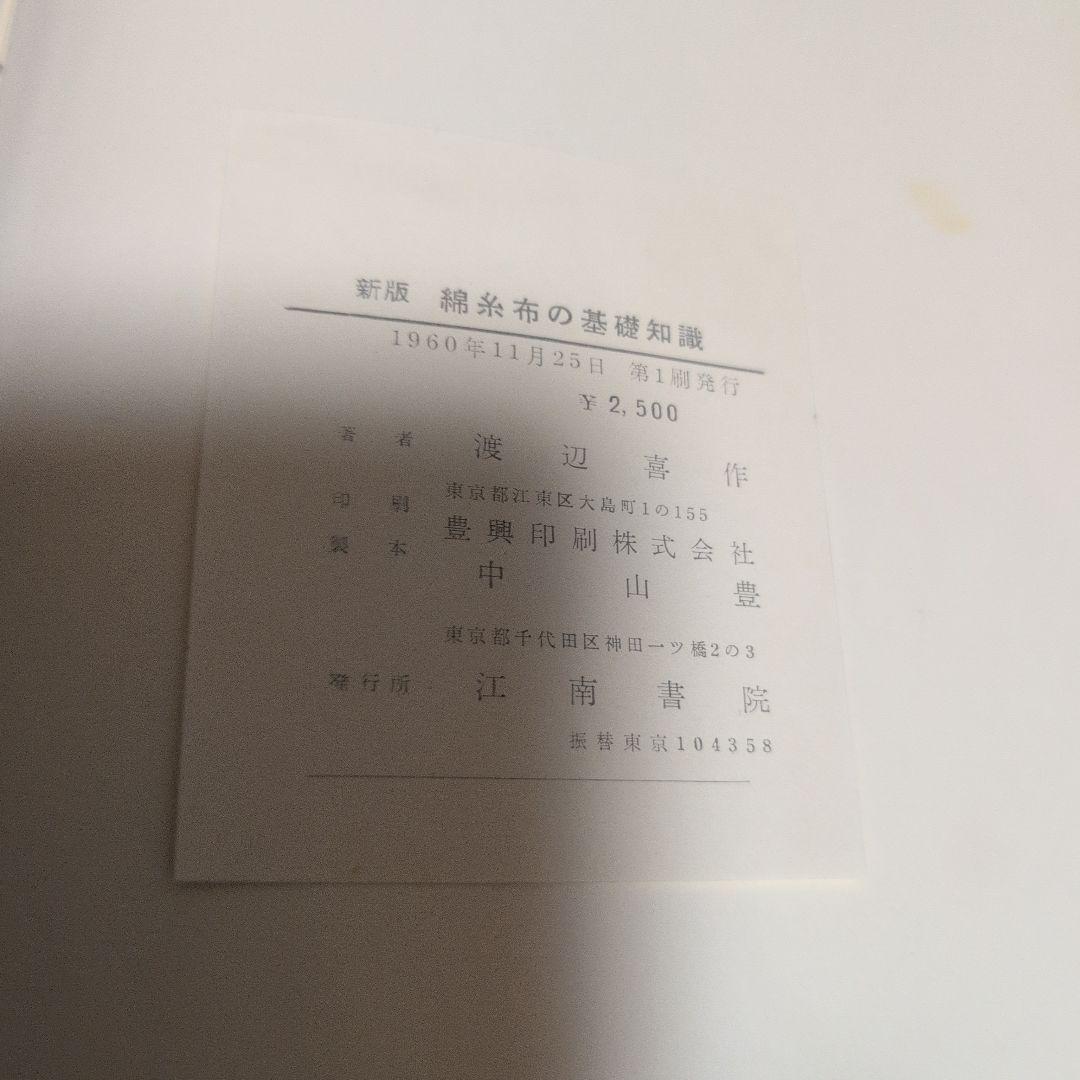 新版 綿糸布の基礎知識
1960年11月25日 第1刷発行
¥ 2,500
著者 渡辺喜作
東京都江東区大島町1の155
印刷 豊興印刷株式会社
製本 中山豊
東京都千代田区神田一ツ橋2の3
発行所 江南書院
振替東京104358